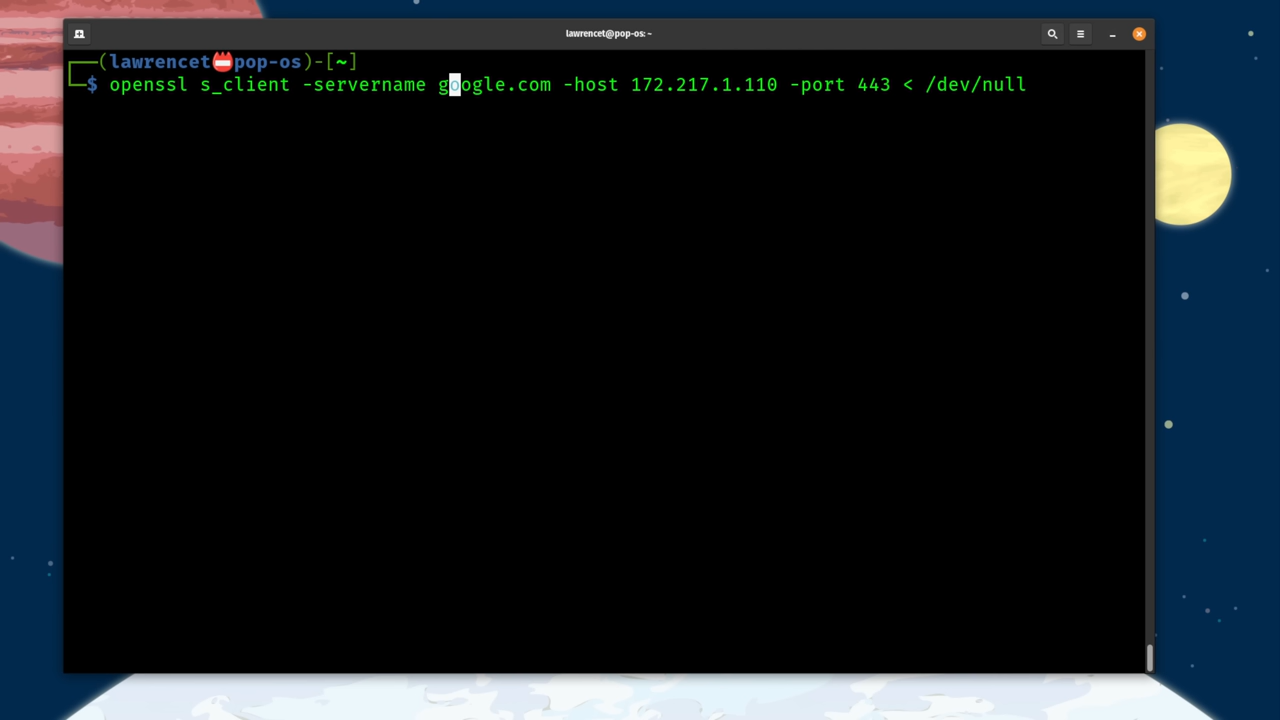 lawrencet@pop-os: ~
┌──(lawrencet📛pop-os)-[~]
└─$ openssl s_client -servername google.com -host 172.217.1.110 -port 443 < /dev/null